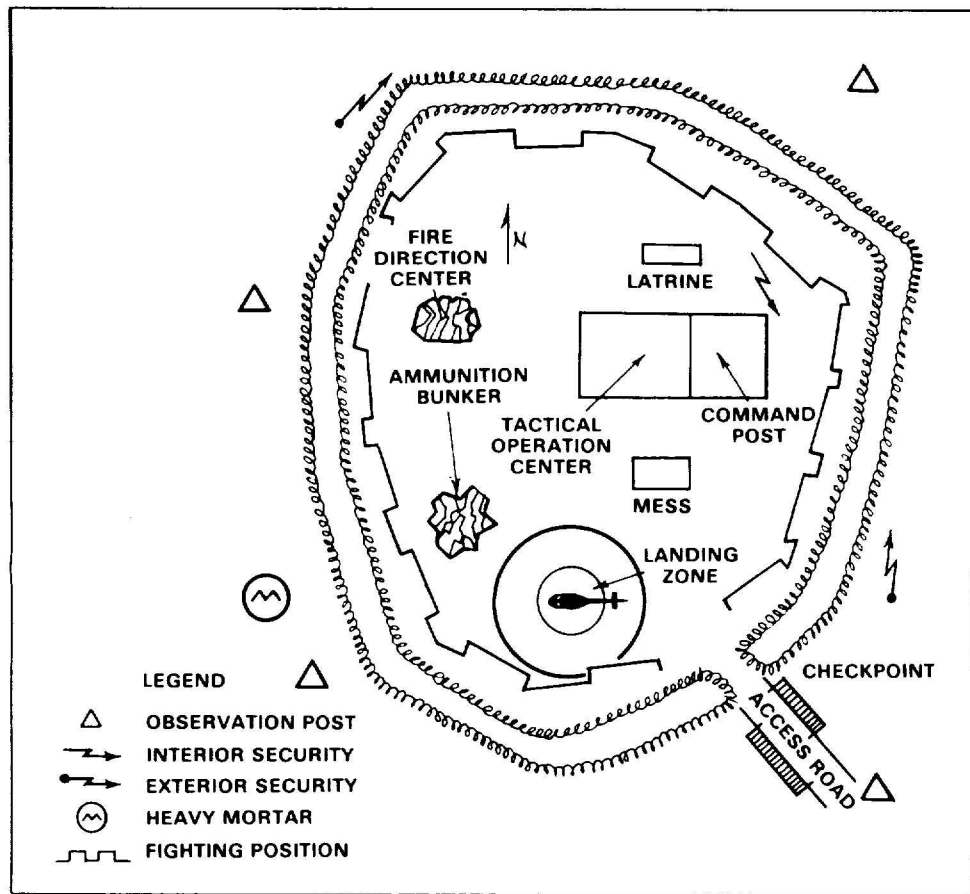 FIRE
DIRECTION
CENTER
N
LATRINE
AMMUNITION
BUNKER
TACTICAL
OPERATION
CENTER
COMMAND
POST
MESS
LANDING
ZONE
CHECKPOINT
ACCESS ROAD
LEGEND
OBSERVATION POST
INTERIOR SECURITY
EXTERIOR SECURITY
HEAVY MORTAR
FIGHTING POSITION